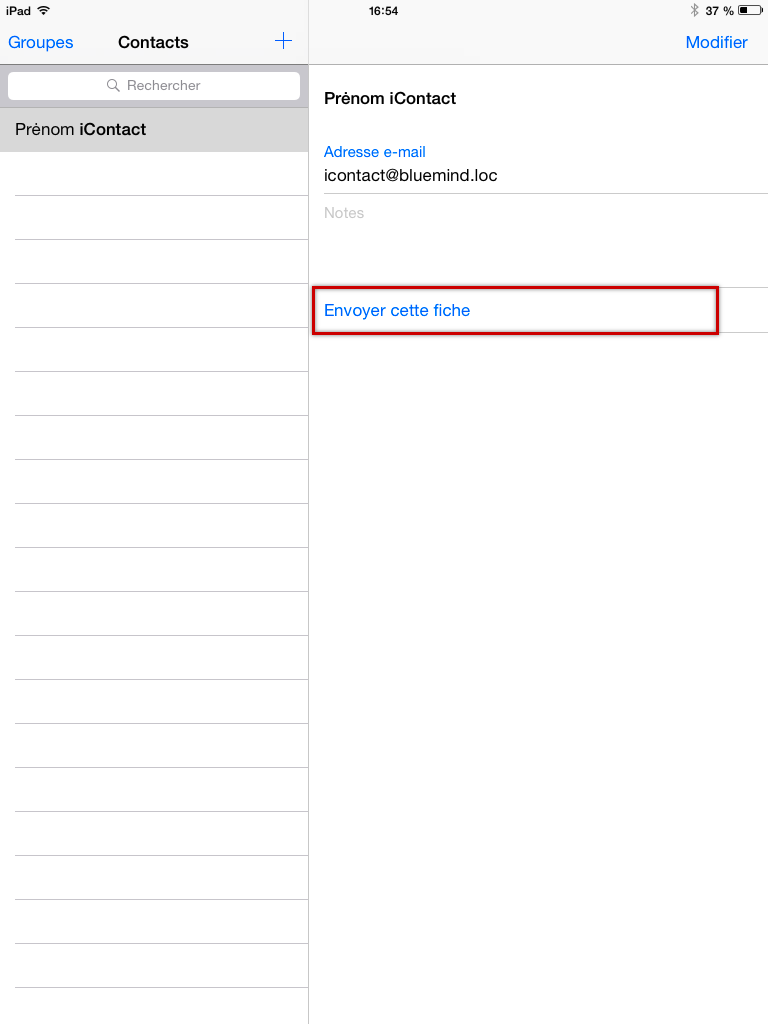 iPad 16:54 37 %
Groupes Contacts + Modifier
Rechercher
Prénom iContact
Prénom iContact
Adresse e-mail
icontact@bluemind.loc
Notes
Envoyer cette fiche